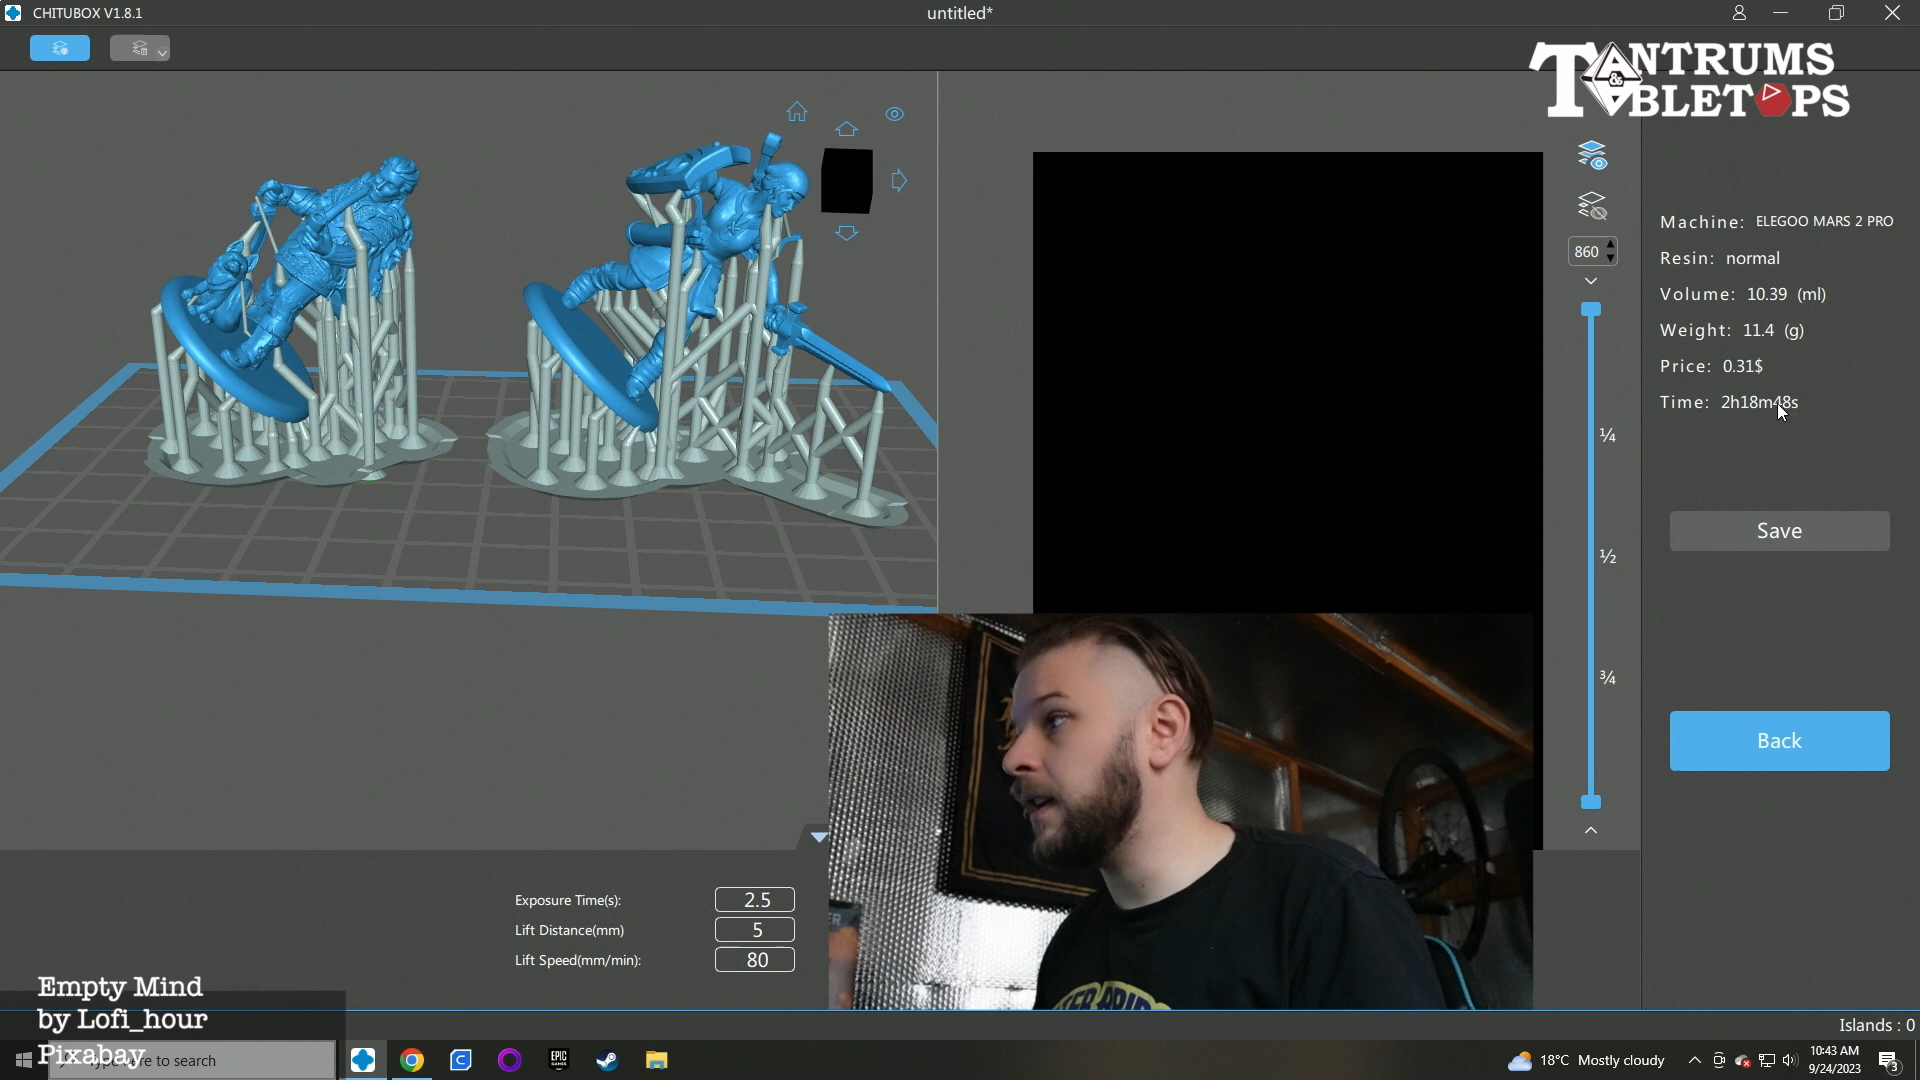 CHITUBOX V1.8.1
untitled*
TANTRUMS
&
TABLETOPS
860
Machine: ELEGOO MARS 2 PRO
Resin: normal
Volume: 10.39 (ml)
Weight: 11.4 (g)
Price: 0.31$
Time: 2h18m48s
¼
½
¾
Save
Back
Exposure Time(s): 2.5
Lift Distance(mm) 5
Lift Speed(mm/min): 80
Empty Mind
by Lofi_hour
Pixabay
Islands : 0
to search
EPIC
GAMES
18°C Mostly cloudy
10:43 AM
9/24/2023
3